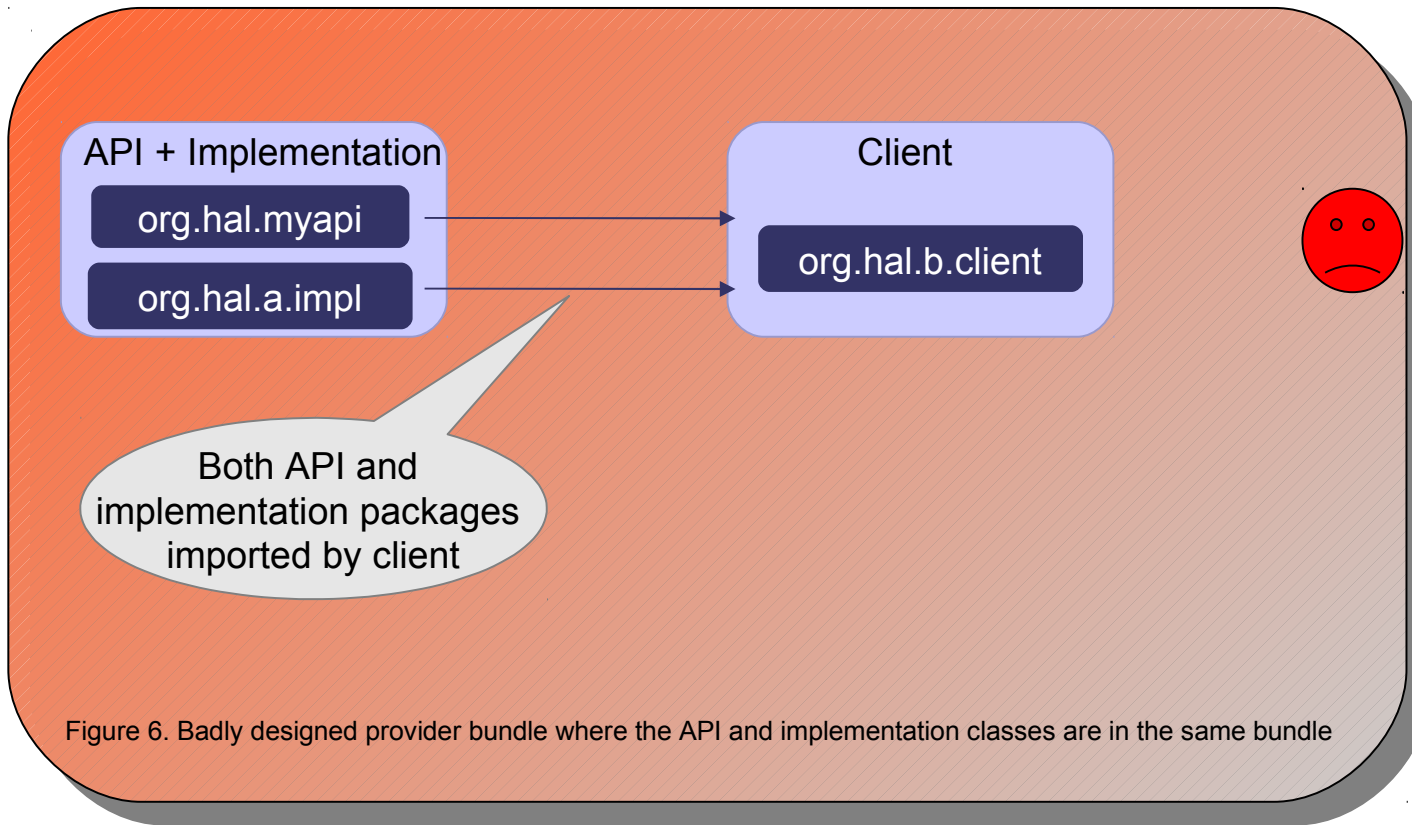 API + Implementation
org.hal.myapi
org.hal.a.impl
Client
org.hal.b.client
Both API and
implementation packages
imported by client
Figure 6. Badly designed provider bundle where the API and implementation classes are in the same bundle